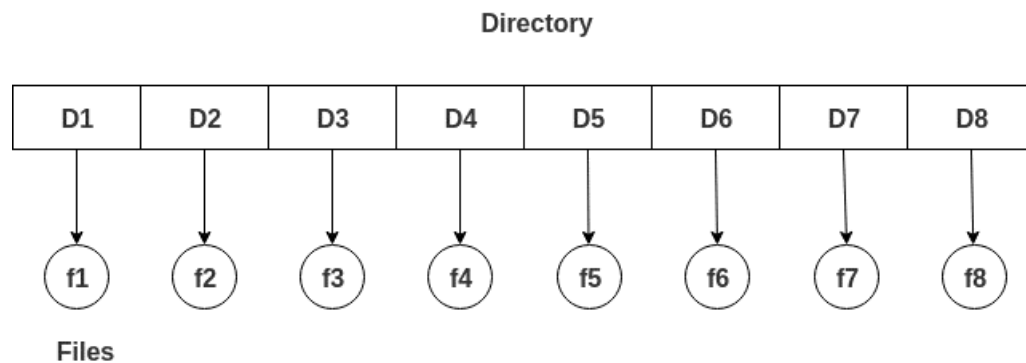 Directory
D1 D2 D3 D4 D5 D6 D7 D8
f1 f2 f3 f4 f5 f6 f7 f8
Files